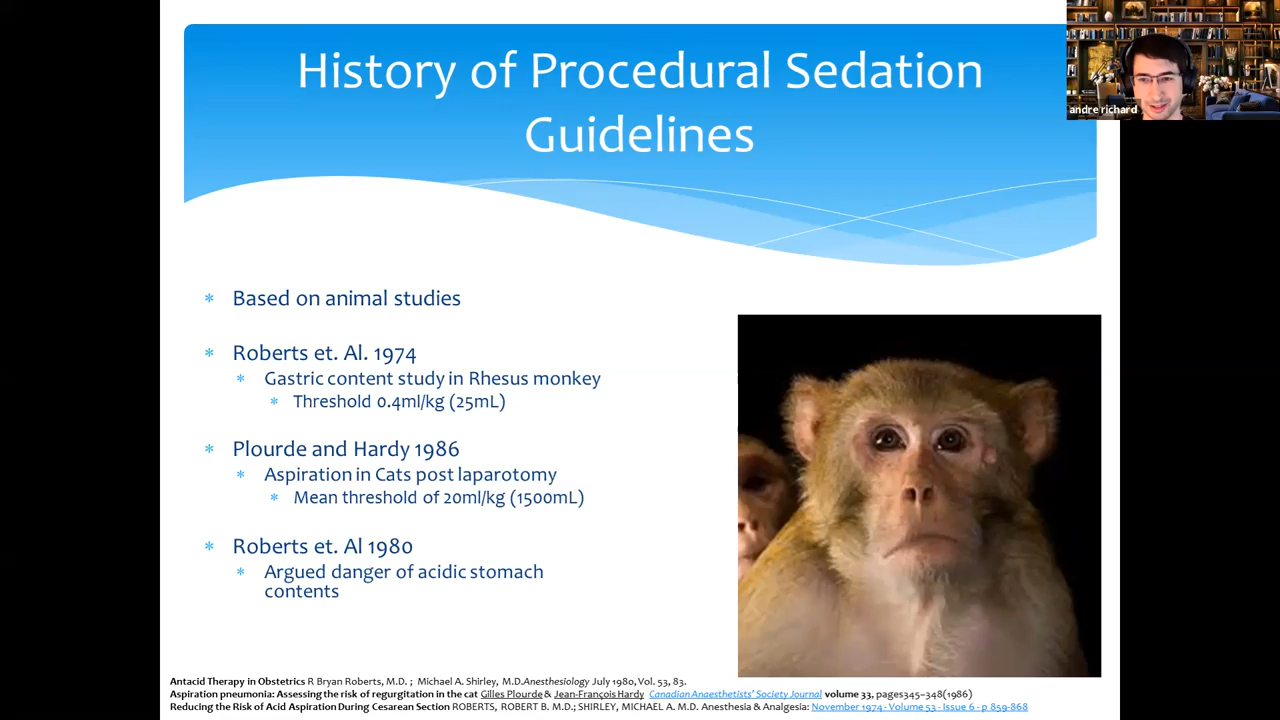 History of Procedural Sedation
Guidelines
andre richard
* Based on animal studies
* Roberts et. Al. 1974
* Gastric content study in Rhesus monkey
* Threshold 0.4ml/kg (25mL)
* Plourde and Hardy 1986
* Aspiration in Cats post laparotomy
* Mean threshold of 20ml/kg (1500mL)
* Roberts et. Al 1980
* Argued danger of acidic stomach
contents
Antacid Therapy in Obstetrics R Bryan Roberts, M.D. ; Michael A. Shirley, M.D.Anesthesiology July 1980, Vol. 53, 83.
Aspiration pneumonia: Assessing the risk of regurgitation in the cat Gilles Plourde & Jean-François Hardy Canadian Anaesthetists' Society Journal volume 33, pages345–348(1986)
Reducing the Risk of Acid Aspiration During Cesarean Section ROBERTS, ROBERT B. M.D.; SHIRLEY, MICHAEL A. M.D. Anesthesia & Analgesia: November 1974 - Volume 53 - Issue 6 - p 859-868